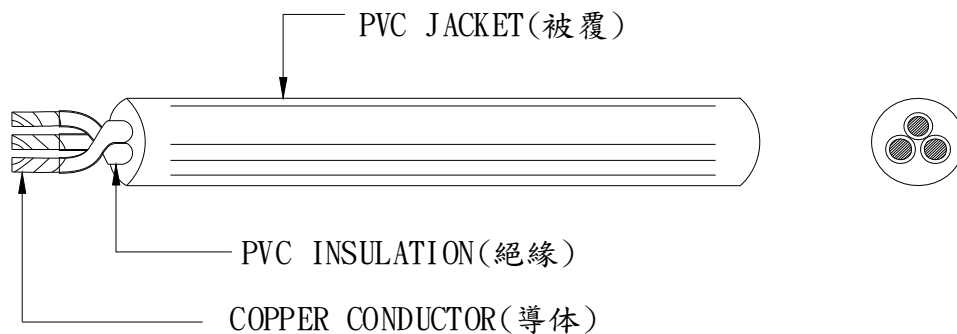 PVC JACKET(被覆)
PVC INSULATION(絕緣)
COPPER CONDUCTOR(導体)